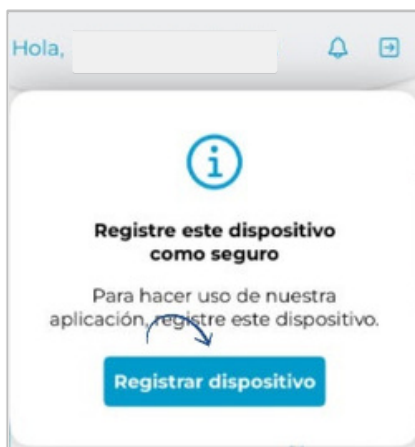 Hola,
Registre este dispositivo
como seguro
Para hacer uso de nuestra
aplicación, registre este dispositivo.
Registrar dispositivo